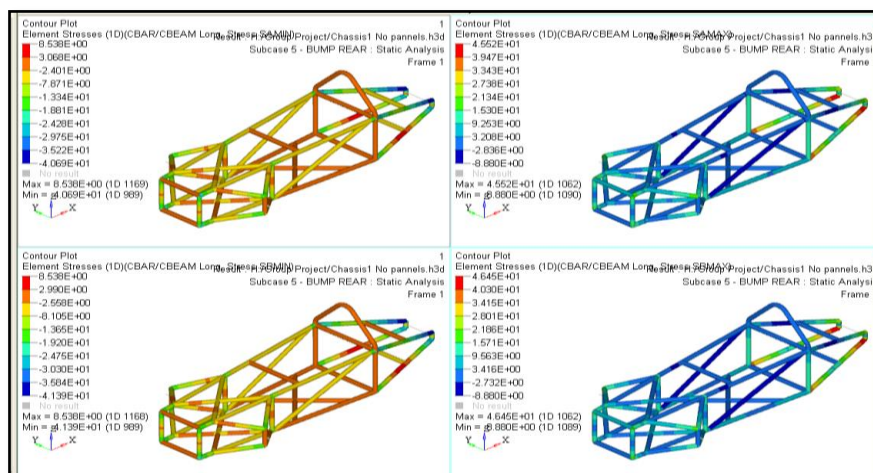 Contour Plot
1
Element Stresses (1D)(CBAR/CBEAM Long. Stress SAMIN)
Result : H:/Group Project/Chassis1 No pannels.h3d
Subcase 5 - BUMP REAR : Static Analysis
Frame 1
8.538E+00
3.068E+00
-2.401E+00
-7.871E+00
-1.334E+01
-1.881E+01
-2.428E+01
-2.975E+01
-3.522E+01
-4.069E+01
No result
Max = 8.538E+00 (1D 1169)
Min = -4.069E+01 (1D 989)
Z
Y
X
Contour Plot
1
Element Stresses (1D)(CBAR/CBEAM Long. Stress SAMAX)
Result : H:/Group Project/Chassis1 No pannels.h3d
Subcase 5 - BUMP REAR : Static Analysis
Frame 1
4.552E+01
3.947E+01
3.343E+01
2.738E+01
2.134E+01
1.530E+01
9.253E+00
3.208E+00
-2.836E+00
-8.880E+00
No result
Max = 4.552E+01 (1D 1062)
Min = -8.880E+00 (1D 1090)
Z
Y
X
Contour Plot
1
Element Stresses (1D)(CBAR/CBEAM Long. Stress SBMIN)
Result : H:/Group Project/Chassis1 No pannels.h3d
Subcase 5 - BUMP REAR : Static Analysis
Frame 1
8.538E+00
2.990E+00
-2.558E+00
-8.105E+00
-1.365E+01
-1.920E+01
-2.475E+01
-3.030E+01
-3.584E+01
-4.139E+01
No result
Max = 8.538E+00 (1D 1168)
Min = -4.139E+01 (1D 989)
Z
Y
X
Contour Plot
1
Element Stresses (1D)(CBAR/CBEAM Long. Stress SBMAX)
Result : H:/Group Project/Chassis1 No pannels.h3d
Subcase 5 - BUMP REAR : Static Analysis
Frame 1
4.645E+01
4.030E+01
3.415E+01
2.801E+01
2.186E+01
1.571E+01
9.563E+00
3.416E+00
-2.732E+00
-8.880E+00
No result
Max = 4.645E+01 (1D 1062)
Min = -8.880E+00 (1D 1089)
Z
Y
X